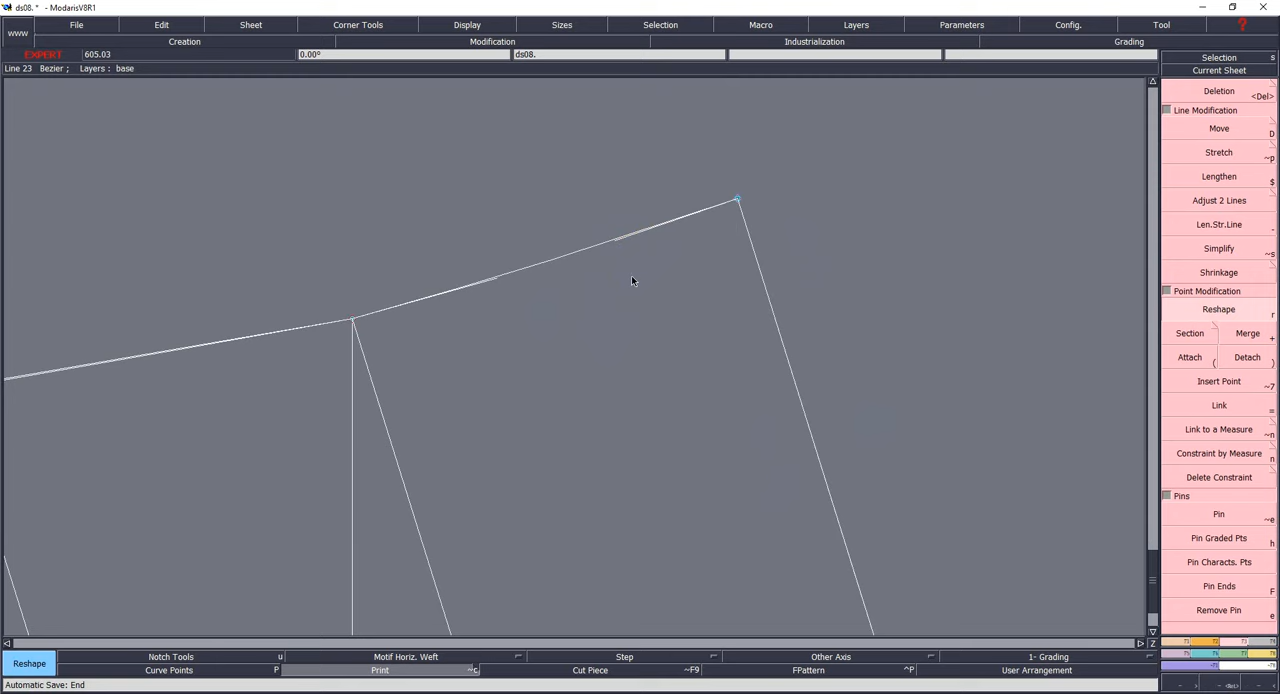 ds08. * - ModarisV8R1
www
File Edit Sheet Corner Tools Display Sizes Selection Macro Layers Parameters Config. Tool ?
Creation Modification Industrialization Grading
EXPERT 605.03 0.00° ds08.
Line 23 Bezier ; Layers : base
Selection s
Current Sheet
Deletion <Del>
Line Modification
Move D
Stretch ~p
Lengthen $
Adjust 2 Lines
Len.Str.Line -
Simplify ~s
Shrinkage
Point Modification
Reshape r
Section Merge +
Attach ( Detach )
Insert Point ~7
Link =
Link to a Measure ~n
Constraint by Measure n
Delete Constraint
Pins
Pin ~e
Pin Graded Pts h
Pin Characts. Pts
Pin Ends F
Remove Pin e
Z
Reshape
Notch Tools u Motif Horiz. Weft Step Other Axis 1- Grading
Curve Points P Print ~c Cut Piece ~F9 FPattern ^P User Arrangement
Automatic Save: End